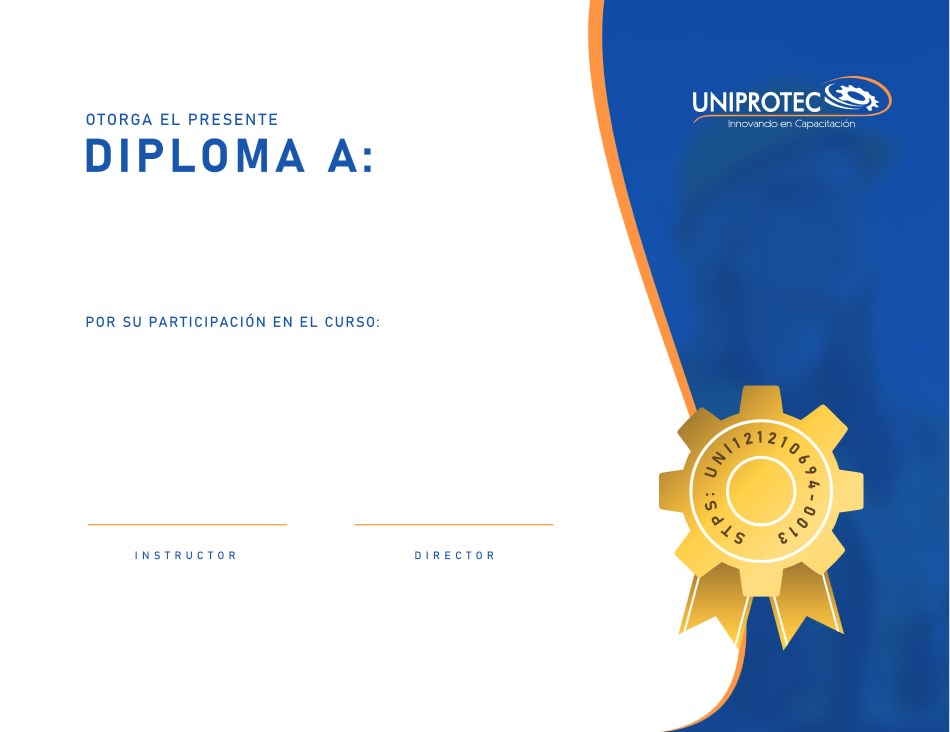 UNIPROTEC
Innovando en Capacitación
OTORGA EL PRESENTE
DIPLOMA A:
POR SU PARTICIPACIÓN EN EL CURSO:
STPS: UNI121210694-0013
INSTRUCTOR
DIRECTOR